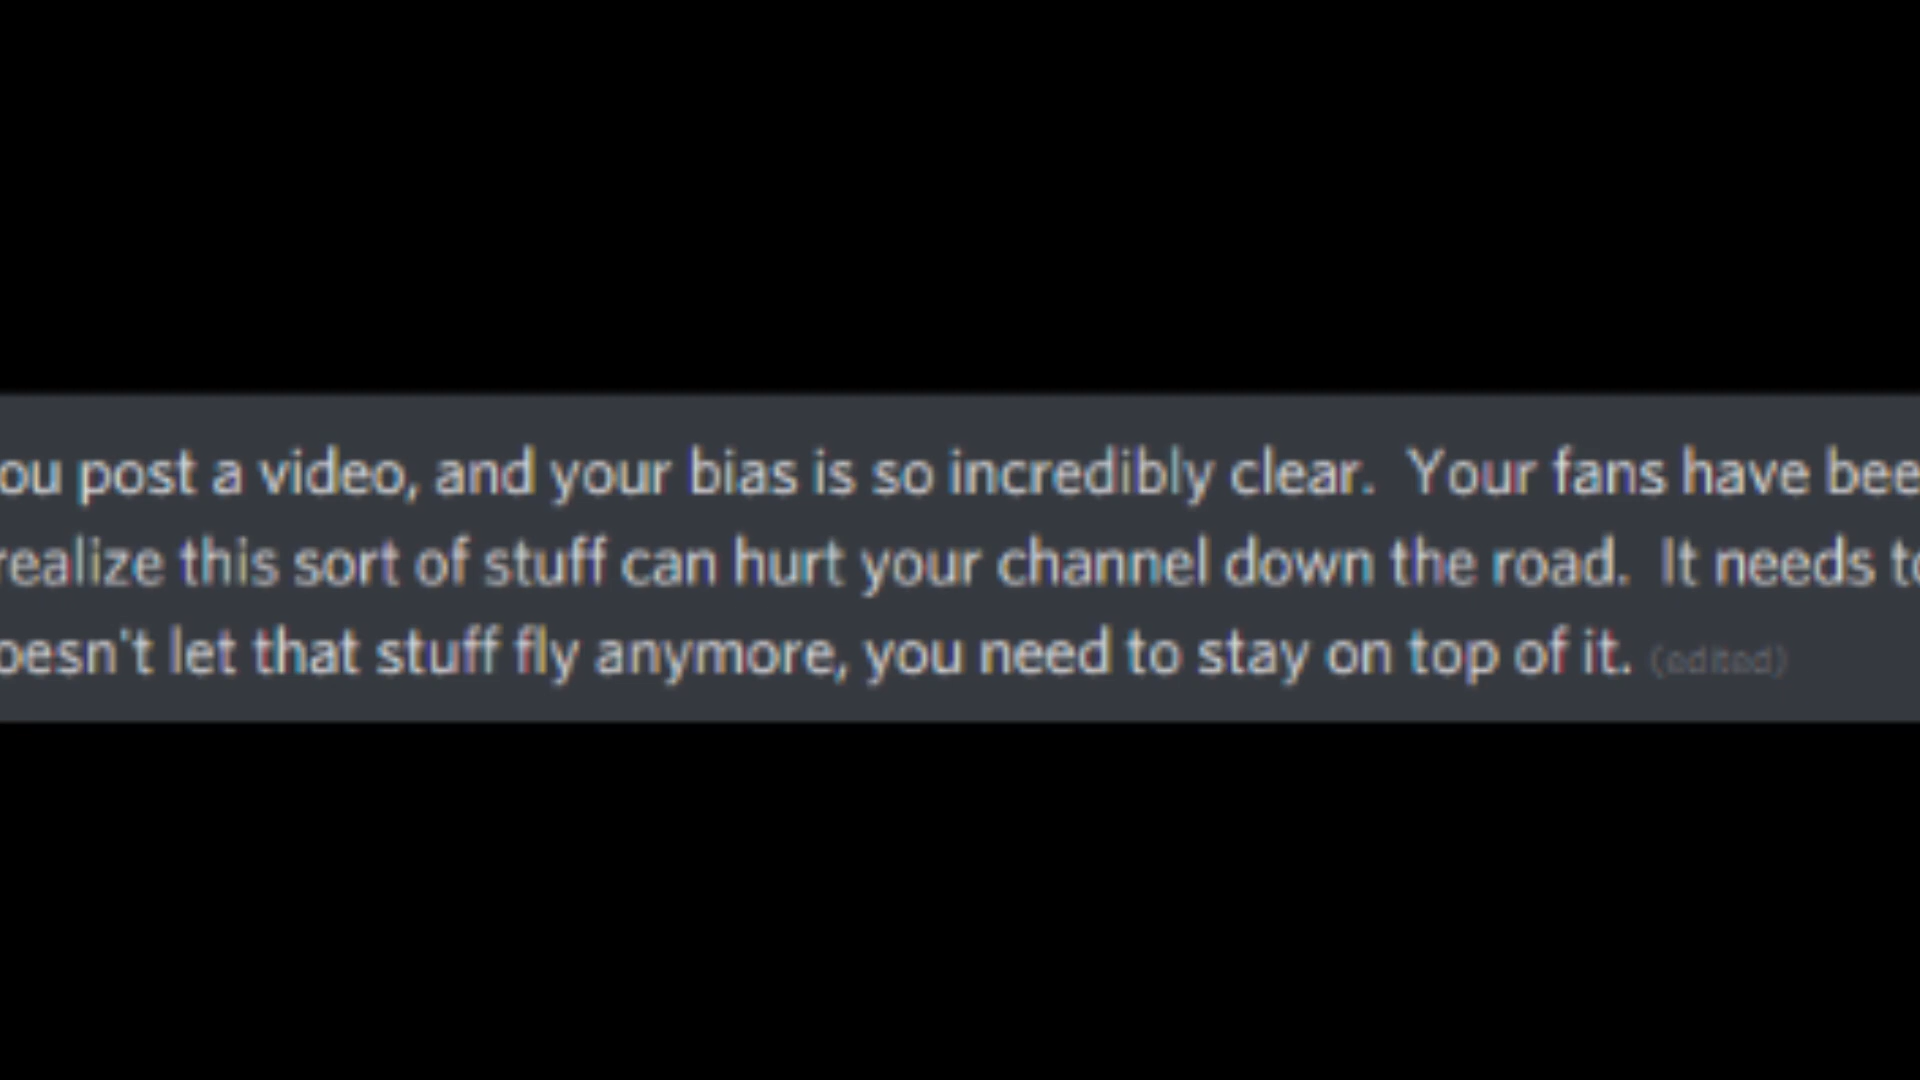 ou post a video, and your bias is so incredibly clear.  Your fans have bee
realize this sort of stuff can hurt your channel down the road.  It needs to
oesn't let that stuff fly anymore, you need to stay on top of it. (edited)